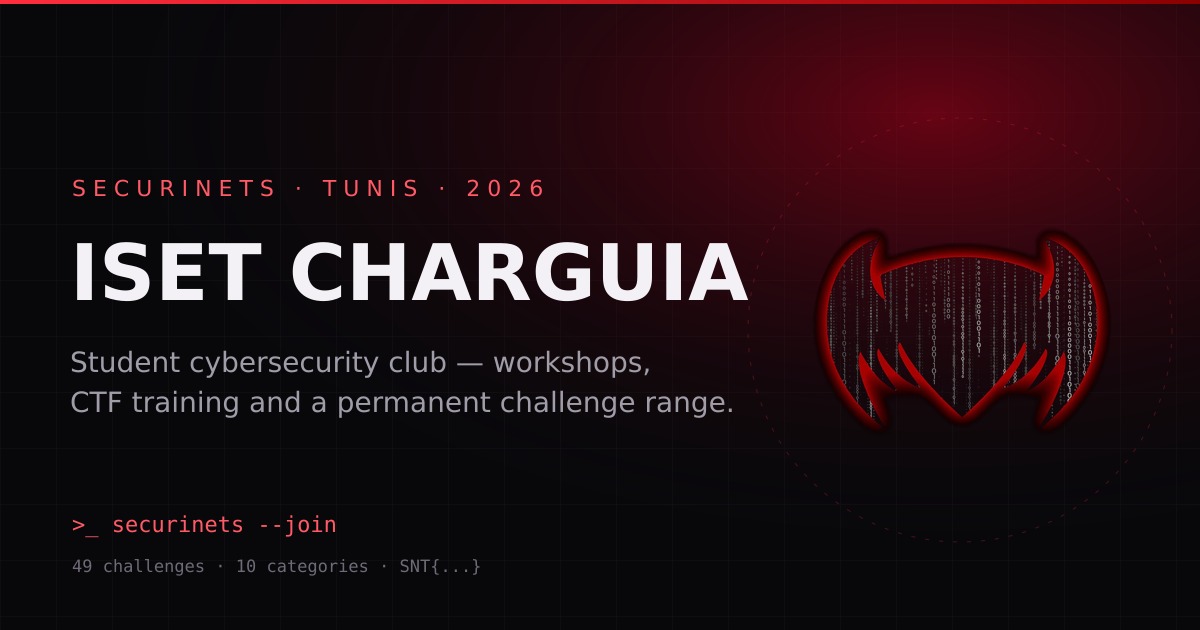 SECURINETS · TUNIS · 2026
ISET CHARGUIA
Student cybersecurity club — workshops,
CTF training and a permanent challenge range.
>_ securinets --join
49 challenges · 10 categories · SNT{...}